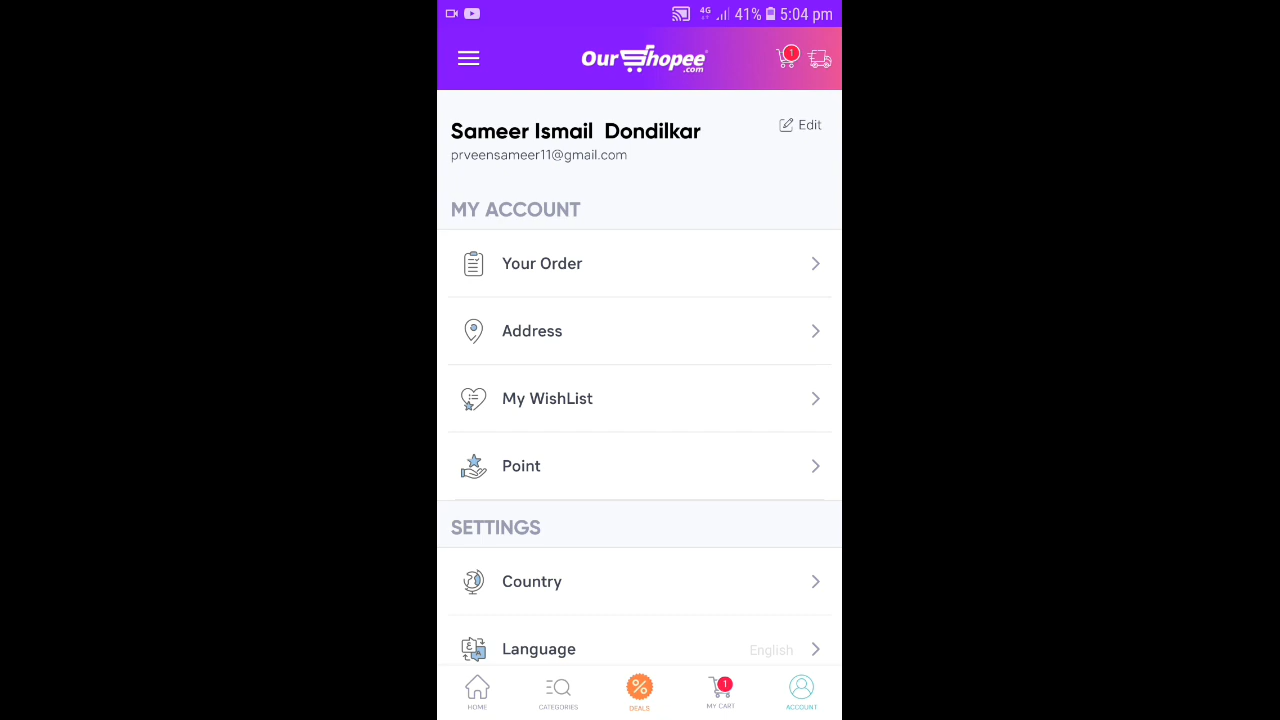 4G 41% 5:04 pm
OurShopee .com 1
Sameer Ismail Dondilkar
Edit
prveensameer11@gmail.com
MY ACCOUNT
Your Order
Address
My WishList
Point
SETTINGS
Country
Language English
1
HOME CATEGORIES DEALS MY CART ACCOUNT